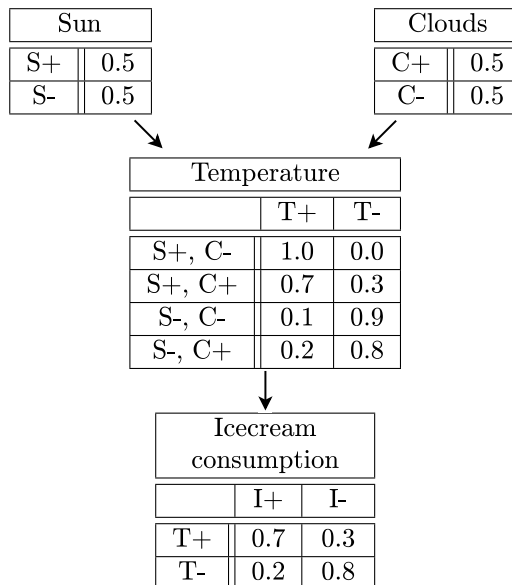 Sun
S+ 0.5
S- 0.5
Clouds
C+ 0.5
C- 0.5
Temperature
T+ T-
S+, C- 1.0 0.0
S+, C+ 0.7 0.3
S-, C- 0.1 0.9
S-, C+ 0.2 0.8
Icecream
consumption
I+ I-
T+ 0.7 0.3
T- 0.2 0.8